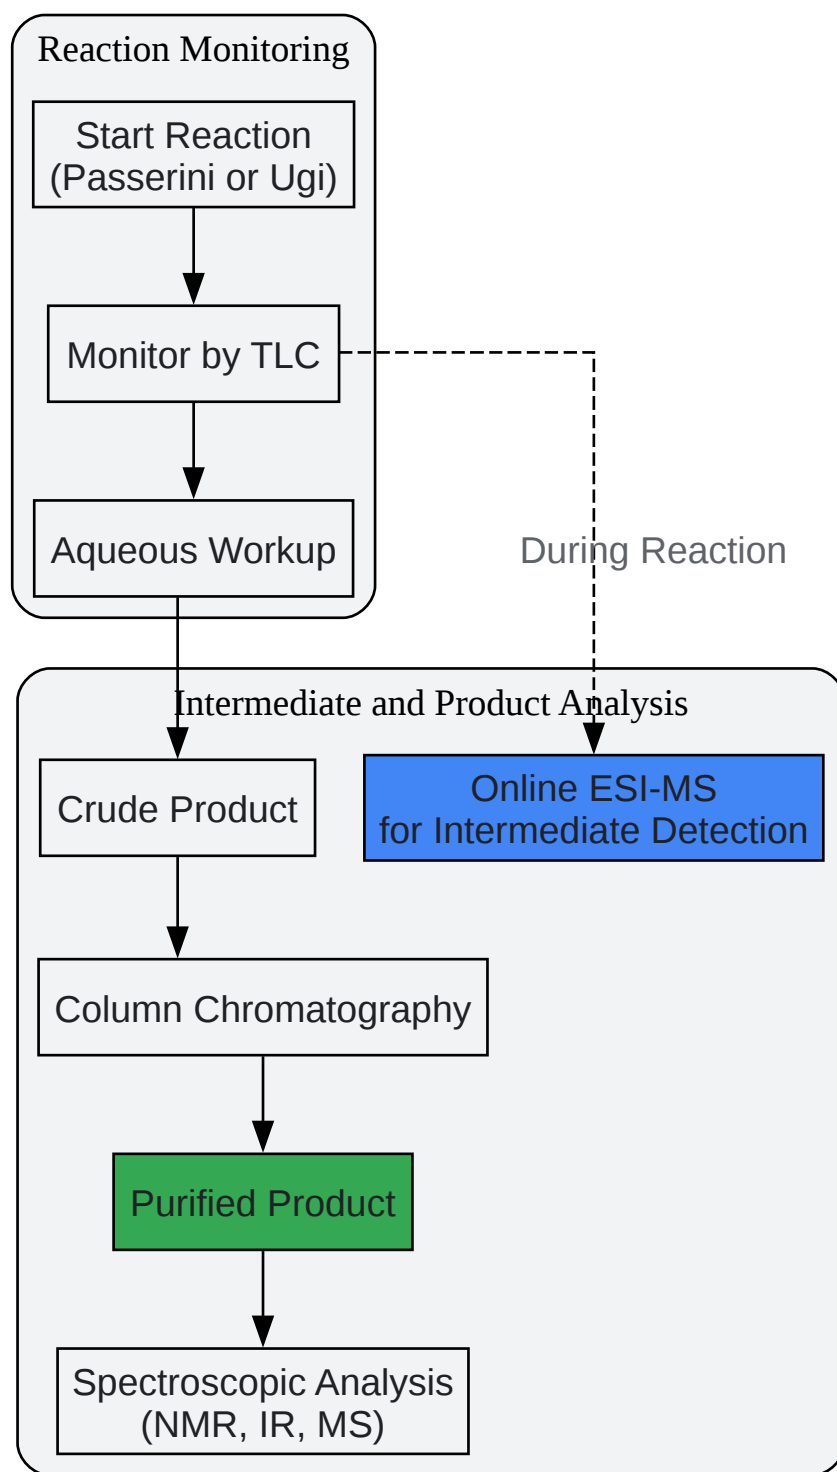 Reaction Monitoring
Start Reaction
(Passerini or Ugi)
Monitor by TLC
Aqueous Workup
During Reaction
Intermediate and Product Analysis
Crude Product
Online ESI-MS
for Intermediate Detection
Column Chromatography
Purified Product
Spectroscopic Analysis
(NMR, IR, MS)